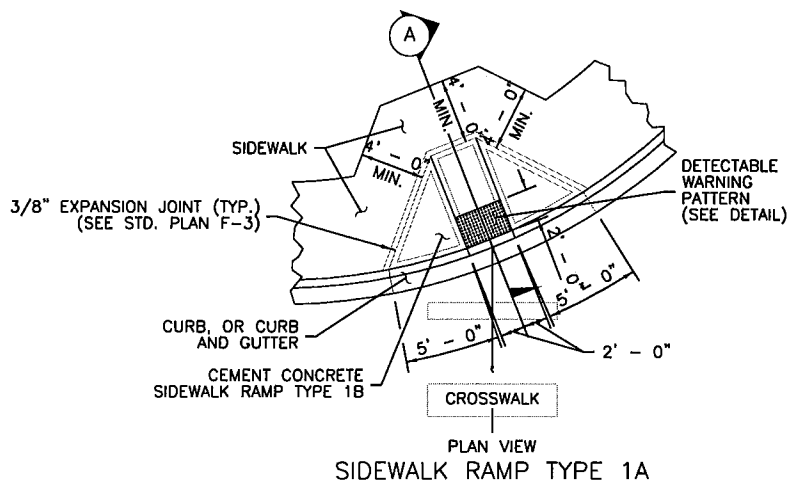 A
4' - 0"
MIN.
4' - 0"
MIN.
4' - 0"
MIN.
SIDEWALK
3/8" EXPANSION JOINT (TYP.)
(SEE STD. PLAN F-3)
DETECTABLE
WARNING
PATTERN
(SEE DETAIL)
2' - 0"
5' - 0"
CURB, OR CURB
AND GUTTER
5' - 0"
2' - 0"
CEMENT CONCRETE
SIDEWALK RAMP TYPE 1B
CROSSWALK
PLAN VIEW
SIDEWALK RAMP TYPE 1A